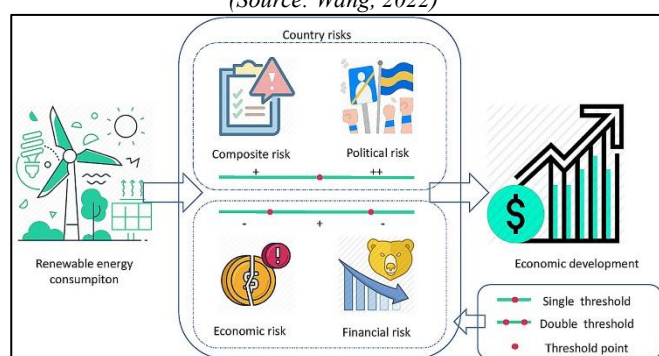 (Source: Wang, 2022)
Country risks
Composite risk
Political risk
+
++
-
+
-
Renewable energy
consumpiton
Economic development
Economic risk
Financial risk
Single threshold
Double threshold
Threshold point